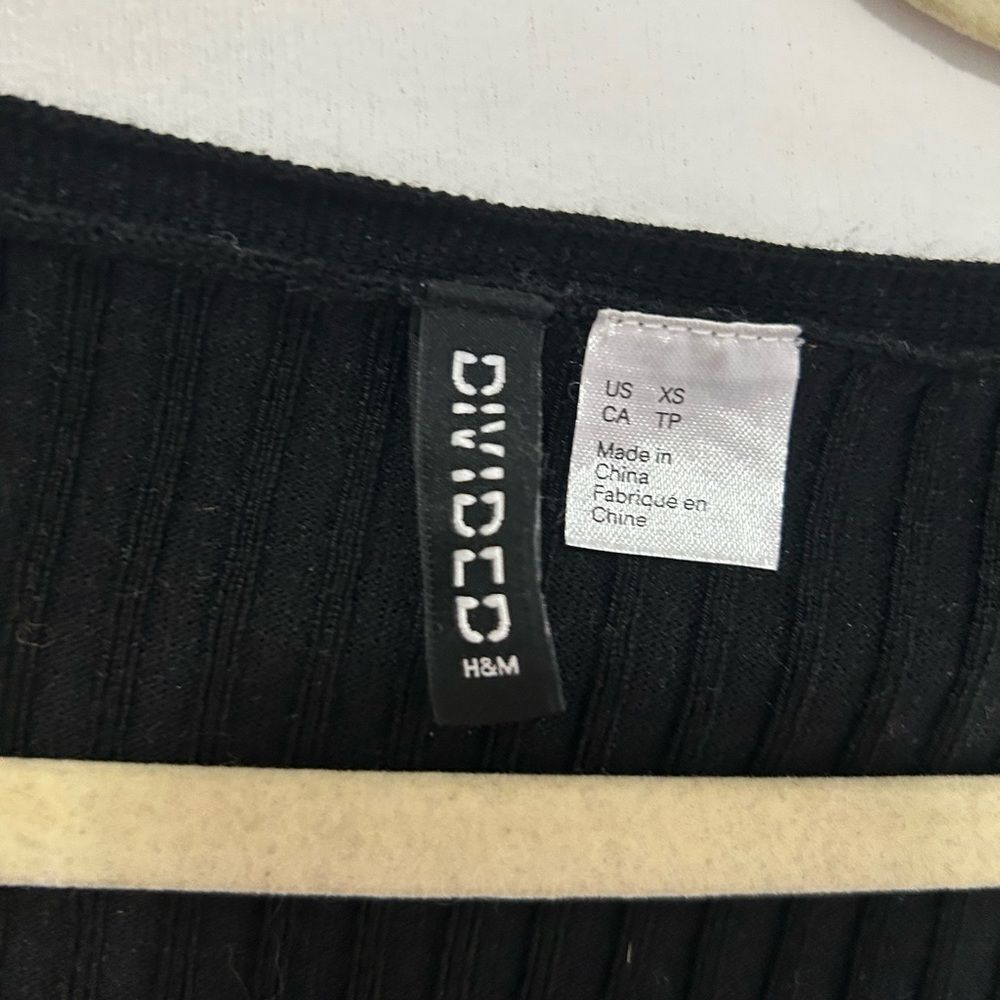 DIVIDED
H&M
US XS
CA TP
Made in
China
Fabriqué en
Chine